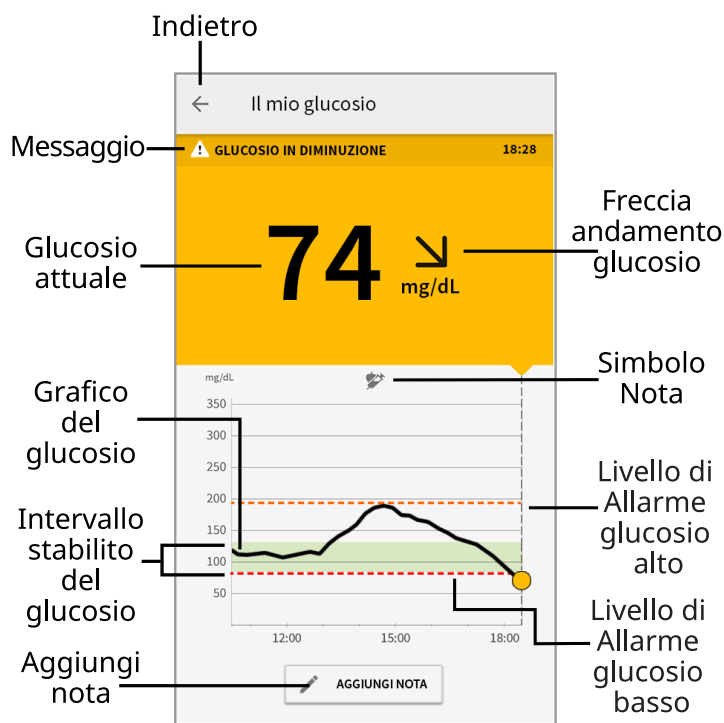 Indietro
Il mio glucosio
Messaggio
GLUCOSIO IN DIMINUZIONE
18:28
Glucosio
attuale
74
mg/dL
Freccia
andamento
glucosio
mg/dL
Simbolo
Nota
Grafico
del
glucosio
350
300
250
200
150
100
50
Livello di
Allarme
glucosio
alto
Intervallo
stabilito
del
glucosio
12:00
15:00
18:00
Livello di
Allarme
glucosio
basso
Aggiungi
nota
AGGIUNGI NOTA